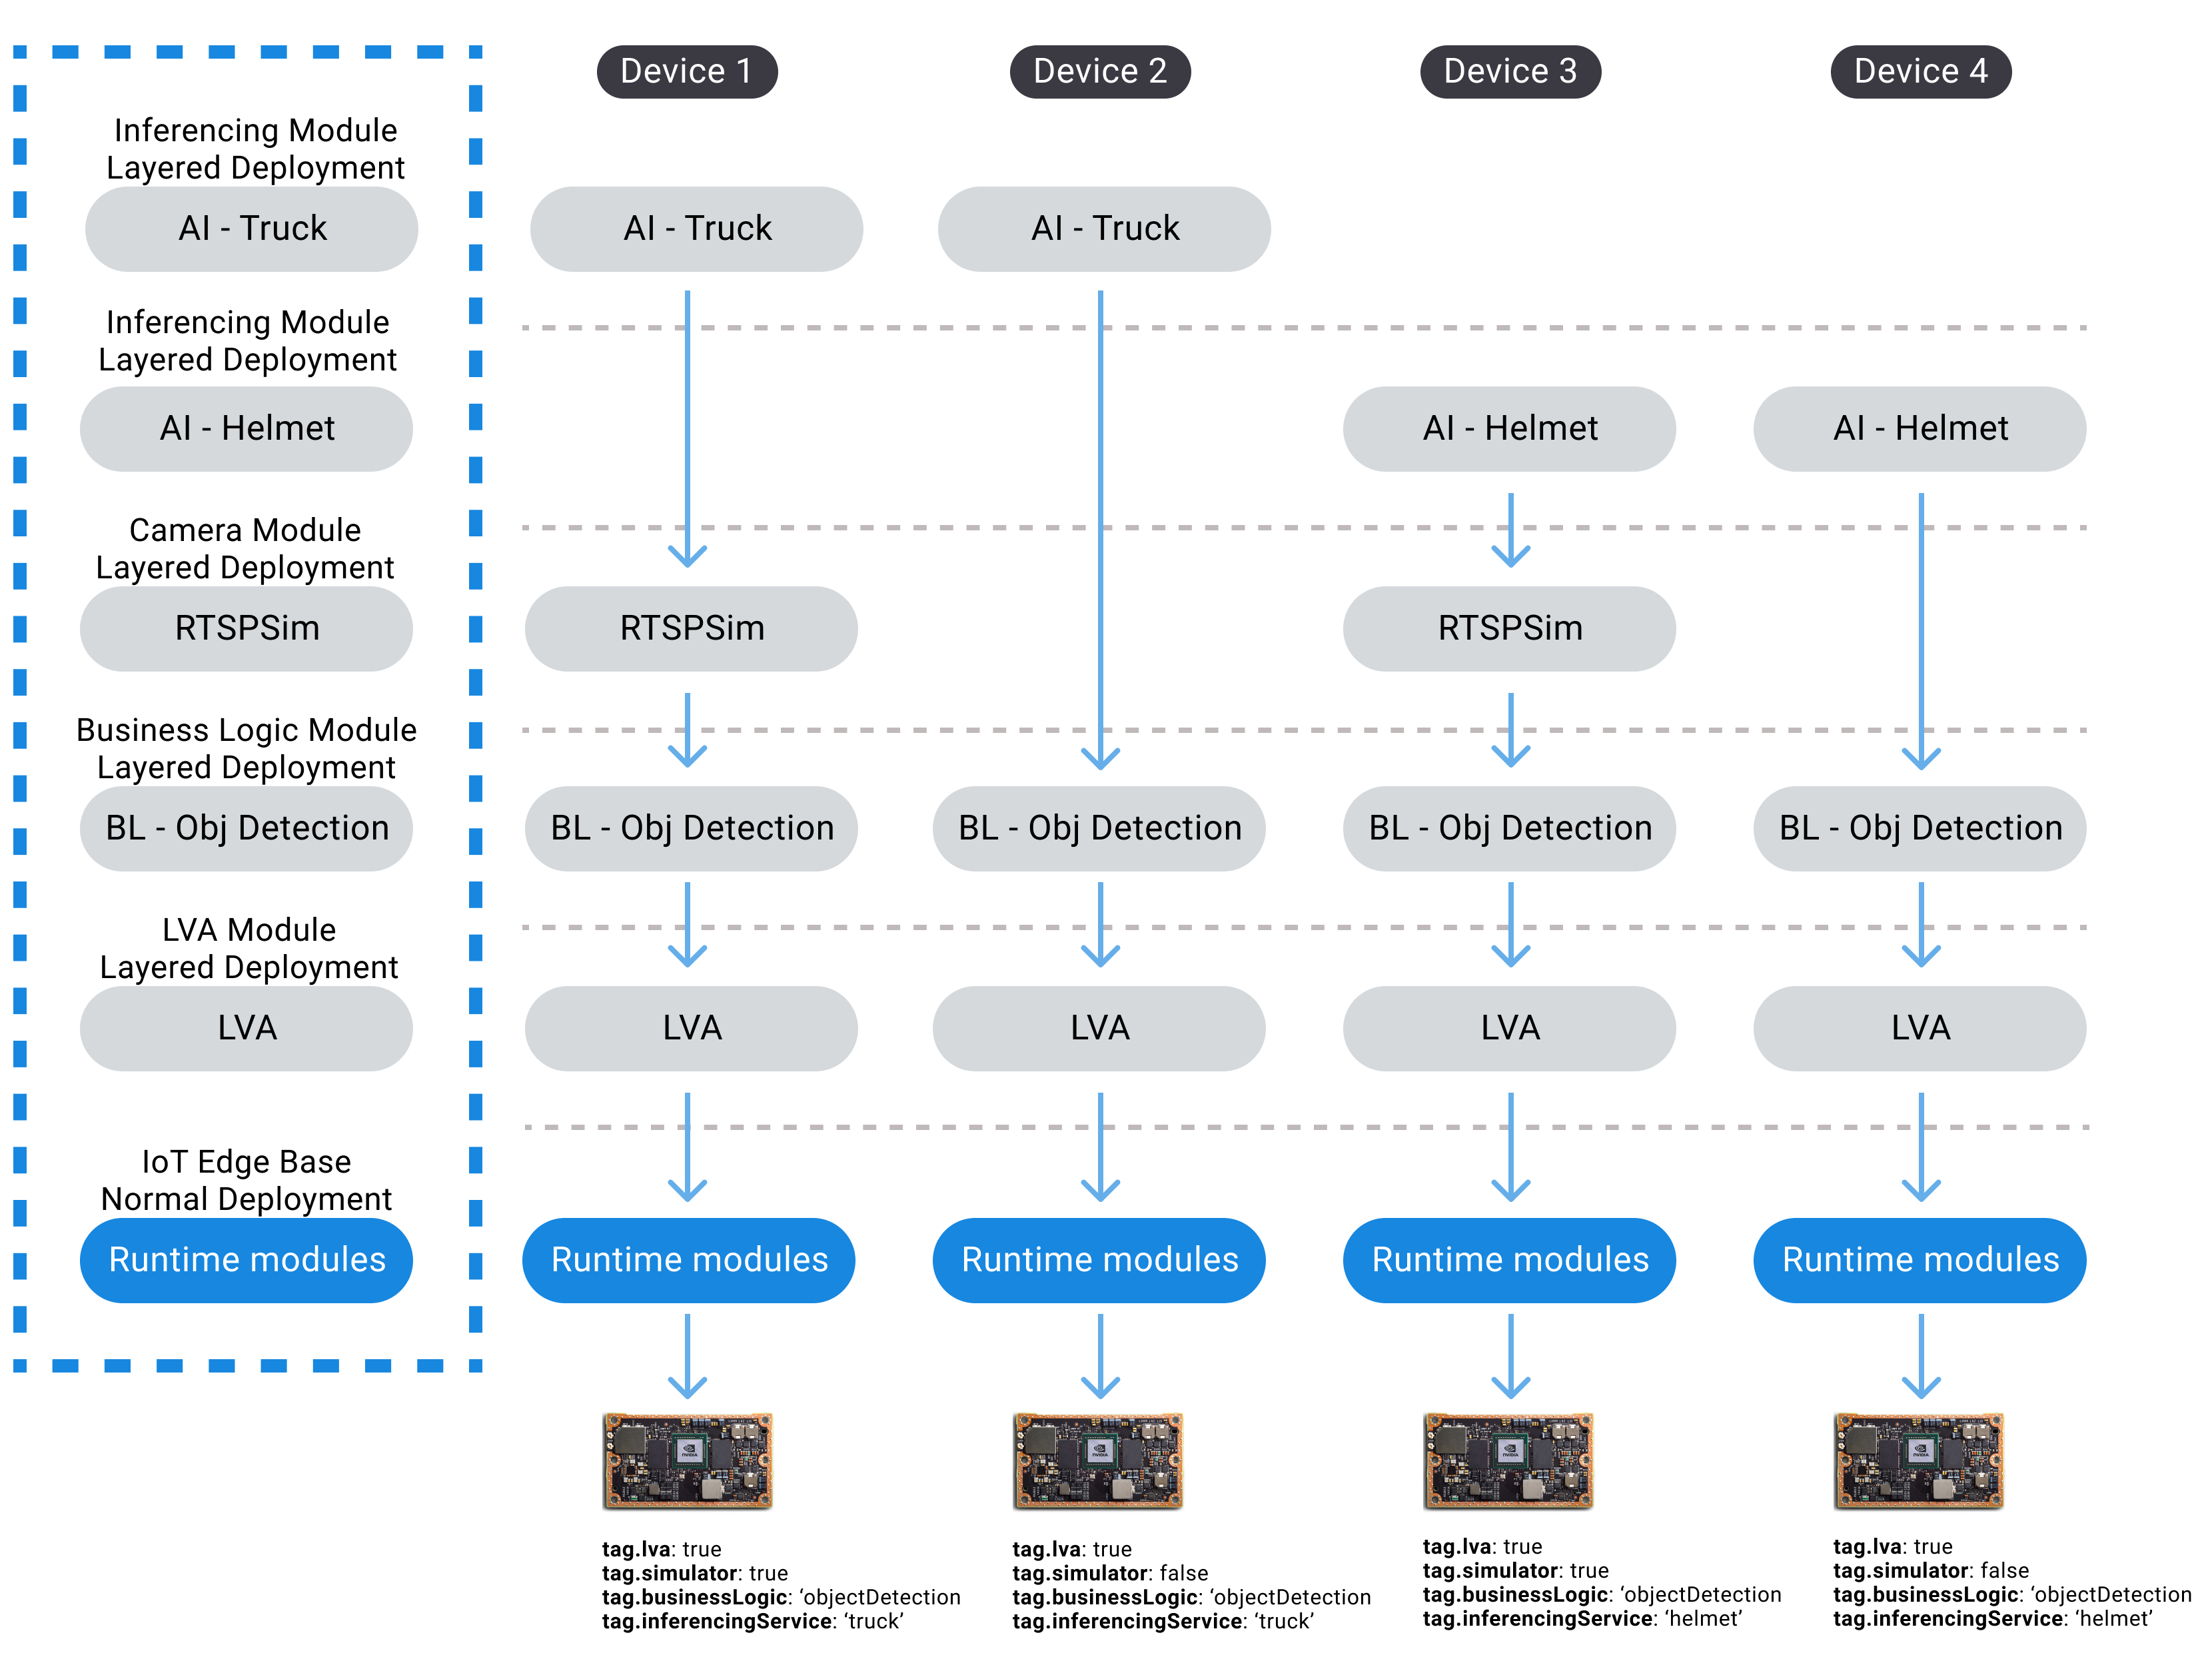 Device 1
Device 2
Device 3
Device 4
Inferencing Module
Layered Deployment
AI - Truck
AI - Truck
AI - Truck
Inferencing Module
Layered Deployment
AI - Helmet
AI - Helmet
AI - Helmet
Camera Module
Layered Deployment
RTSPSim
RTSPSim
RTSPSim
Business Logic Module
Layered Deployment
BL - Obj Detection
BL - Obj Detection
BL - Obj Detection
BL - Obj Detection
BL - Obj Detection
LVA Module
Layered Deployment
LVA
LVA
LVA
LVA
LVA
IoT Edge Base
Normal Deployment
Runtime modules
Runtime modules
Runtime modules
Runtime modules
Runtime modules
NVIDIA
NVIDIA
NVIDIA
NVIDIA
tag.lva: true
tag.simulator: true
tag.businessLogic: ‘objectDetection
tag.inferencingService: ‘truck’
tag.lva: true
tag.simulator: false
tag.businessLogic: ‘objectDetection
tag.inferencingService: ‘truck’
tag.lva: true
tag.simulator: true
tag.businessLogic: ‘objectDetection
tag.inferencingService: ‘helmet’
tag.lva: true
tag.simulator: false
tag.businessLogic: ‘objectDetection
tag.inferencingService: ‘helmet’